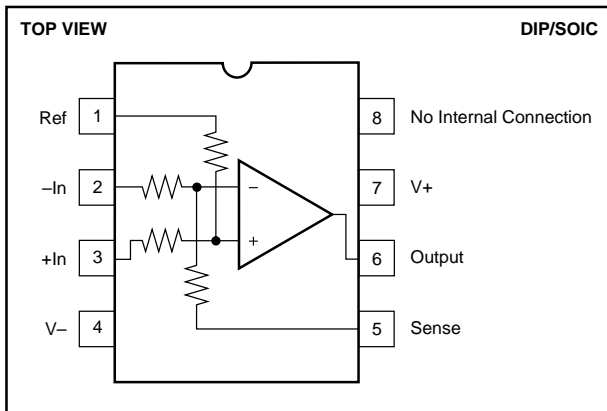 TOP VIEW DIP/SOIC
Ref 1 8 No Internal Connection
–In 2 – 7 V+
+In 3 + 6 Output
V– 4 5 Sense